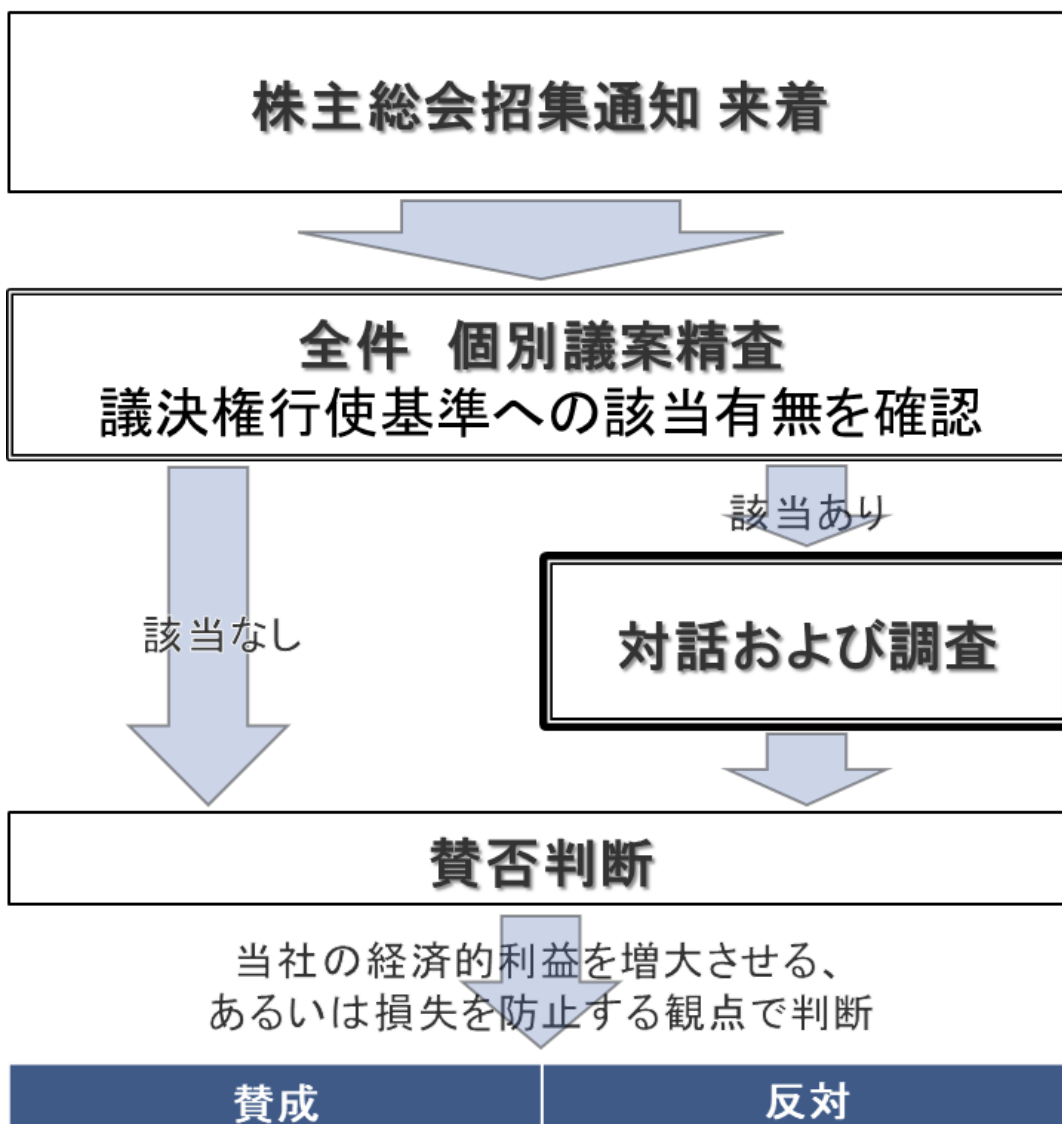 株主総会招集通知 来着
全件　個別議案精査
議決権行使基準への該当有無を確認
該当あり
該当なし
対話および調査
賛否判断
当社の経済的利益を増大させる、
あるいは損失を防止する観点で判断
賛成
反対